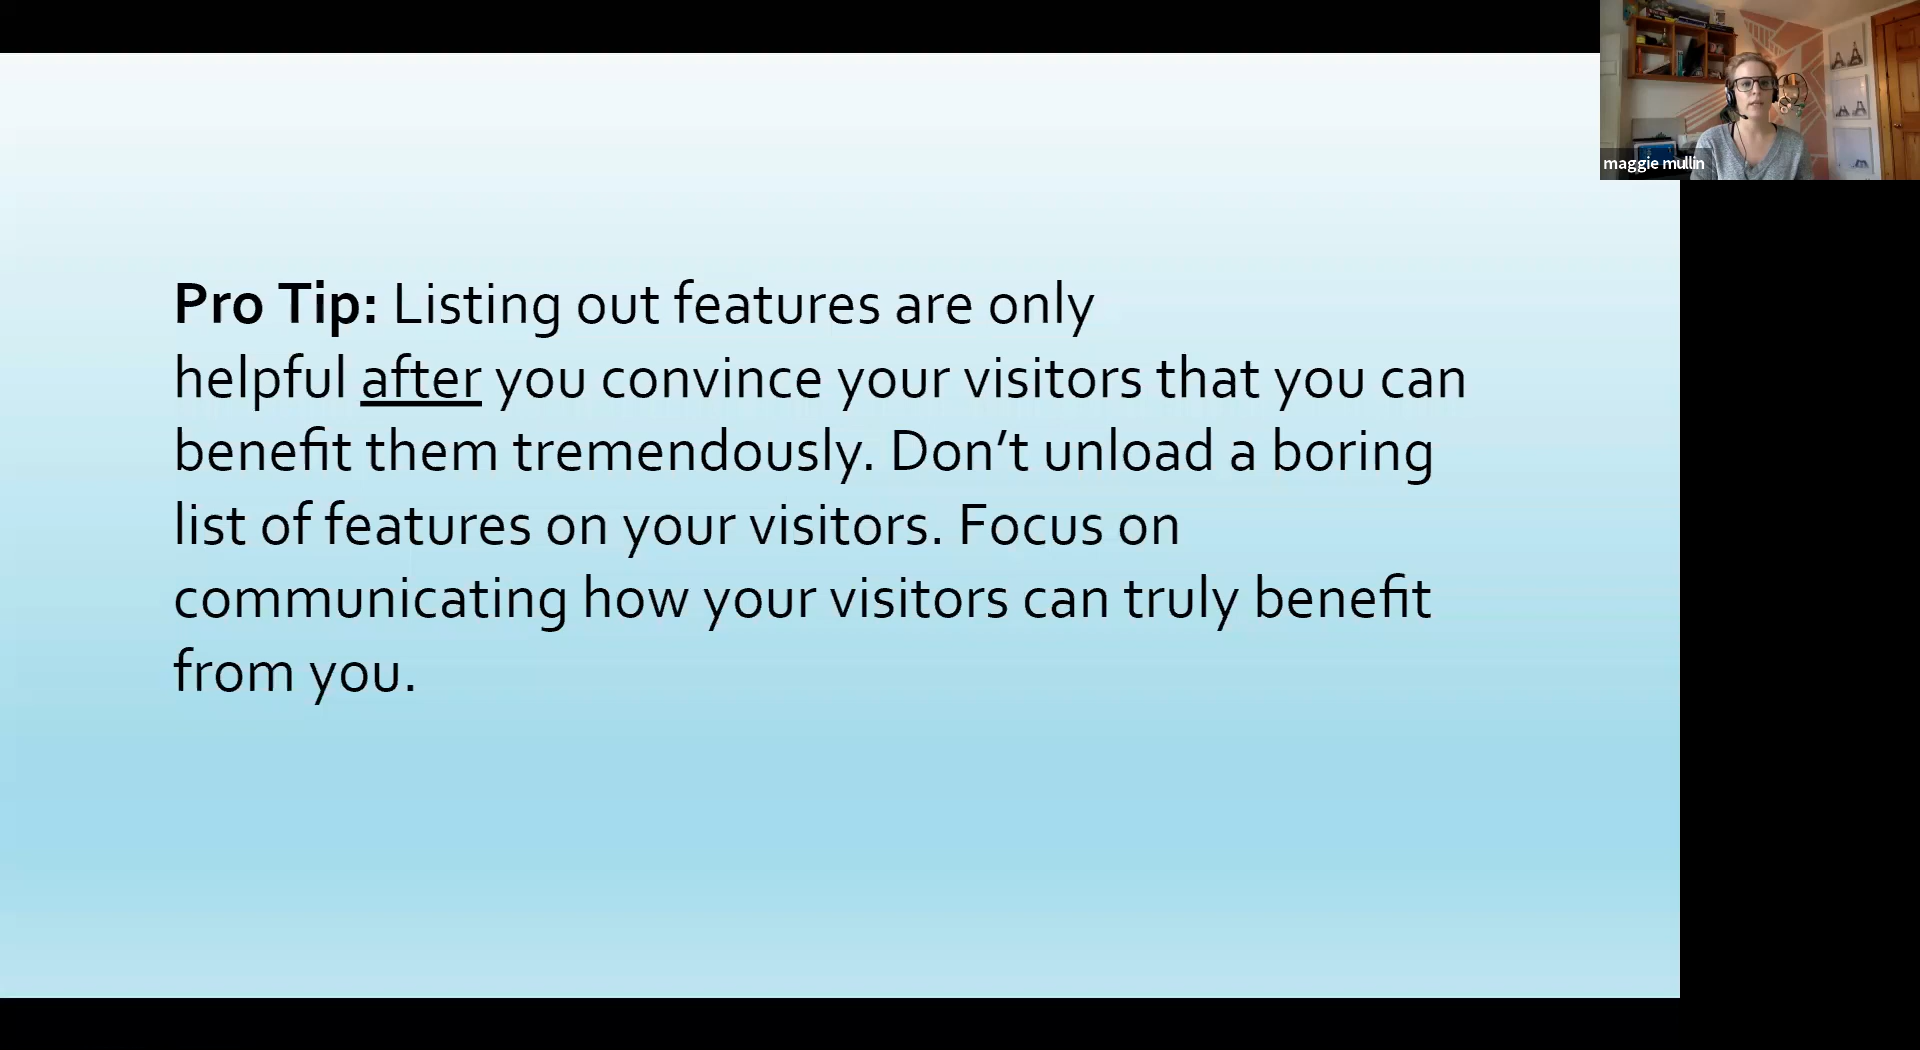 maggie mullin
Pro Tip: Listing out features are only
helpful after you convince your visitors that you can
benefit them tremendously. Don’t unload a boring
list of features on your visitors. Focus on
communicating how your visitors can truly benefit
from you.